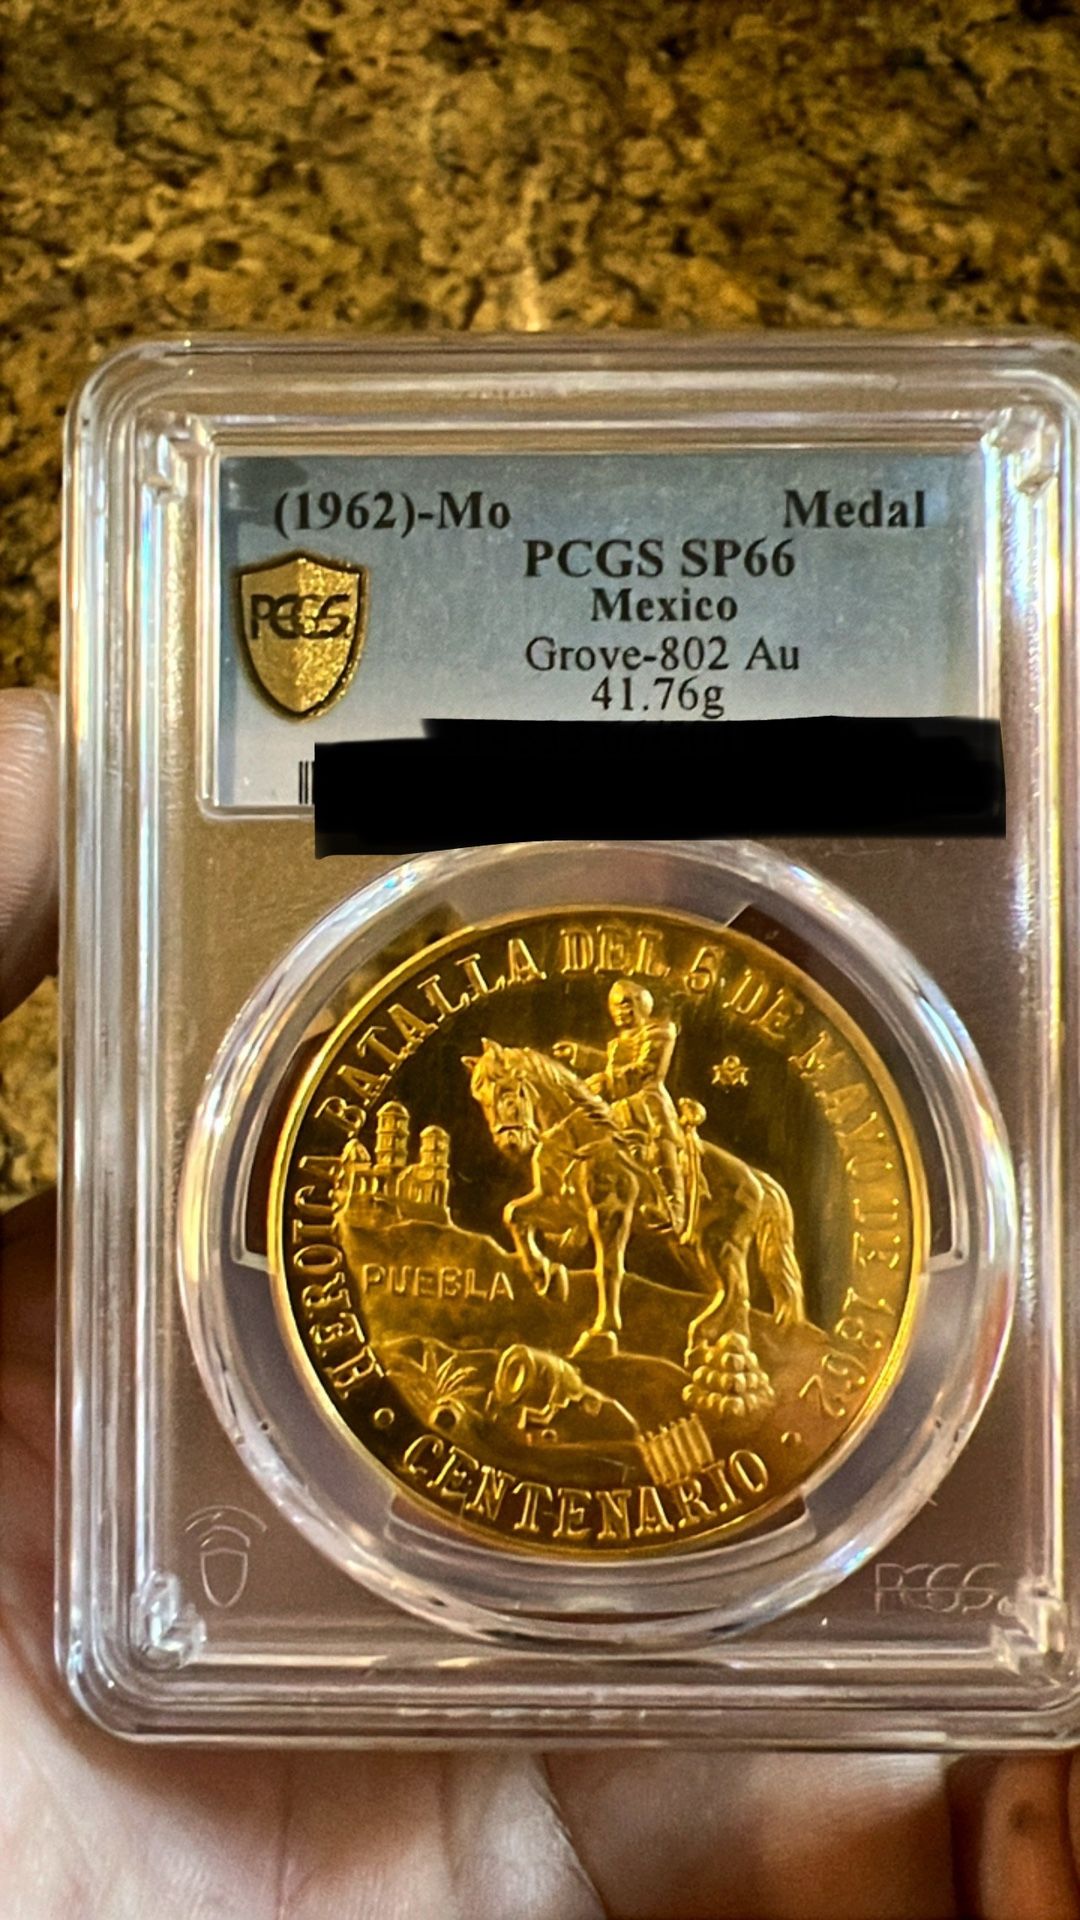 (1962)-Mo Medal
PCGS SP66
PCGS
Mexico
Grove-802 Au
41.76g
HEROICA BATALLA DEL 5 DE MAYO DE 1862
PUEBLA
CENTENARIO
PCGS